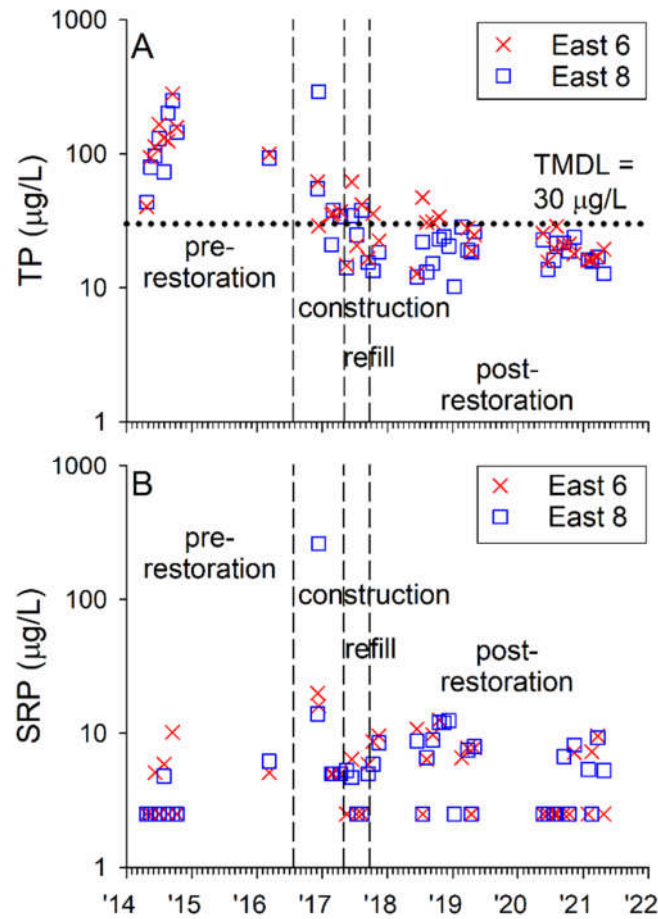 1000
A
East 6
East 8
100
TMDL =
30 µg/L
TP (µg/L)
pre-
restoration
10
construction
refill
post-
restoration
1
1000
B
East 6
East 8
pre-
restoration
100
construction
SRP (µg/L)
refill
post-
restoration
10
1
'14 '15 '16 '17 '18 '19 '20 '21 '22